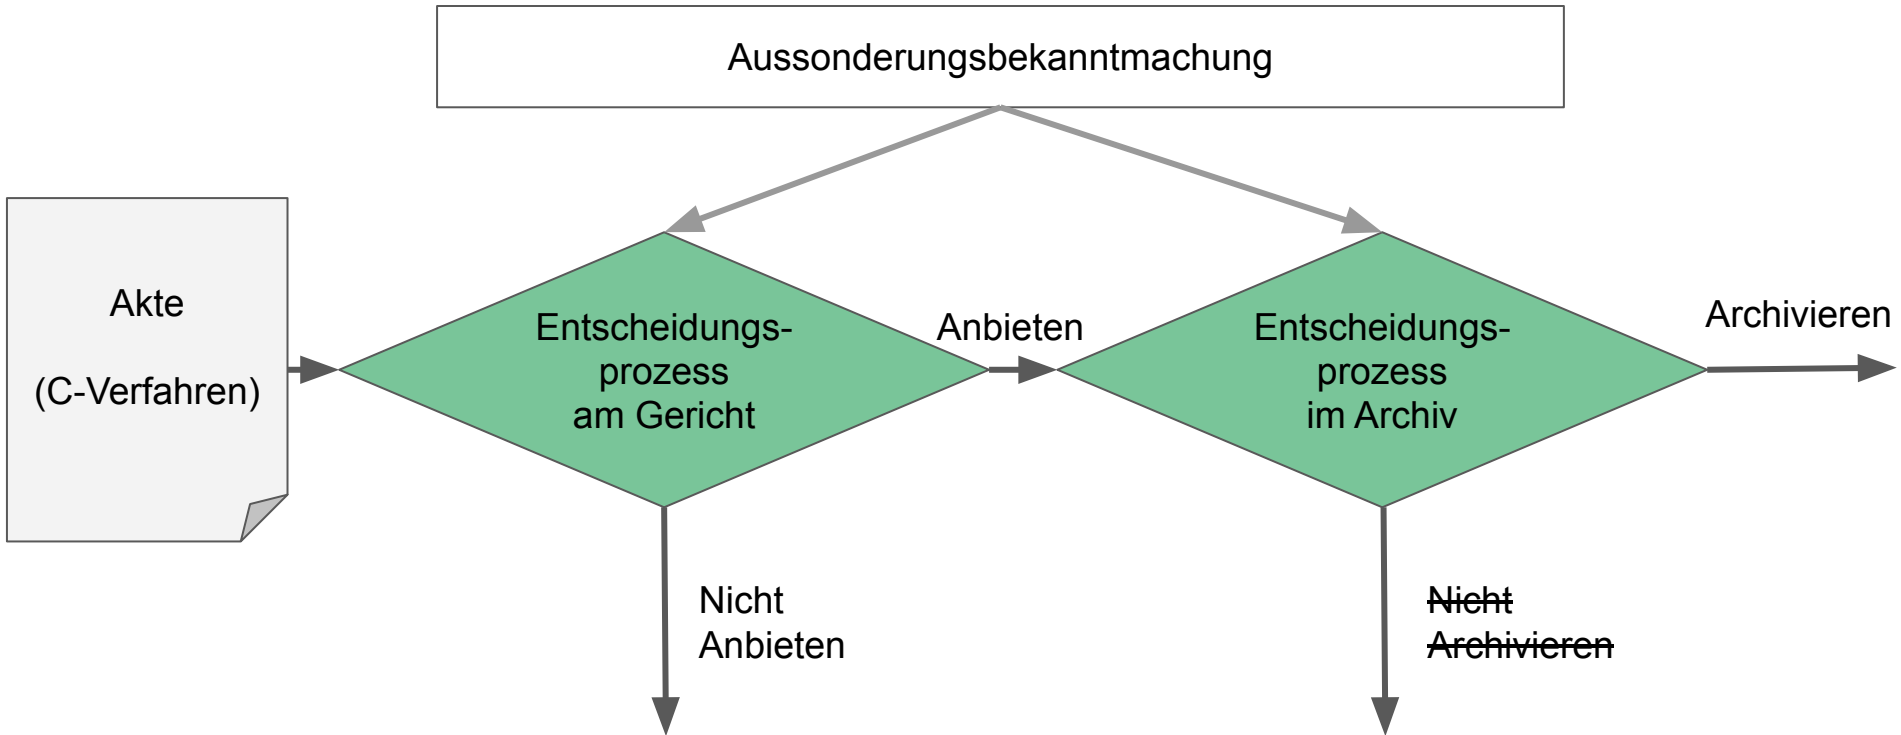 Aussonderungsbekanntmachung
Akte
(C-Verfahren)
Entscheidungs-
prozess
am Gericht
Anbieten
Entscheidungs-
prozess
im Archiv
Archivieren
Nicht
Anbieten
Nicht
Archivieren